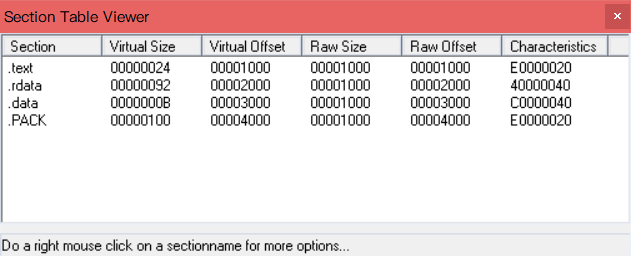 Section Table Viewer
Section Virtual Size Virtual Offset Raw Size Raw Offset Characteristics
.text 00000024 00001000 00001000 00001000 E0000020
.rdata 00000092 00002000 00001000 00002000 40000040
.data 0000000B 00003000 00001000 00003000 C0000040
.PACK 00000100 00004000 00001000 00004000 E0000020
Do a right mouse click on a sectionname for more options...